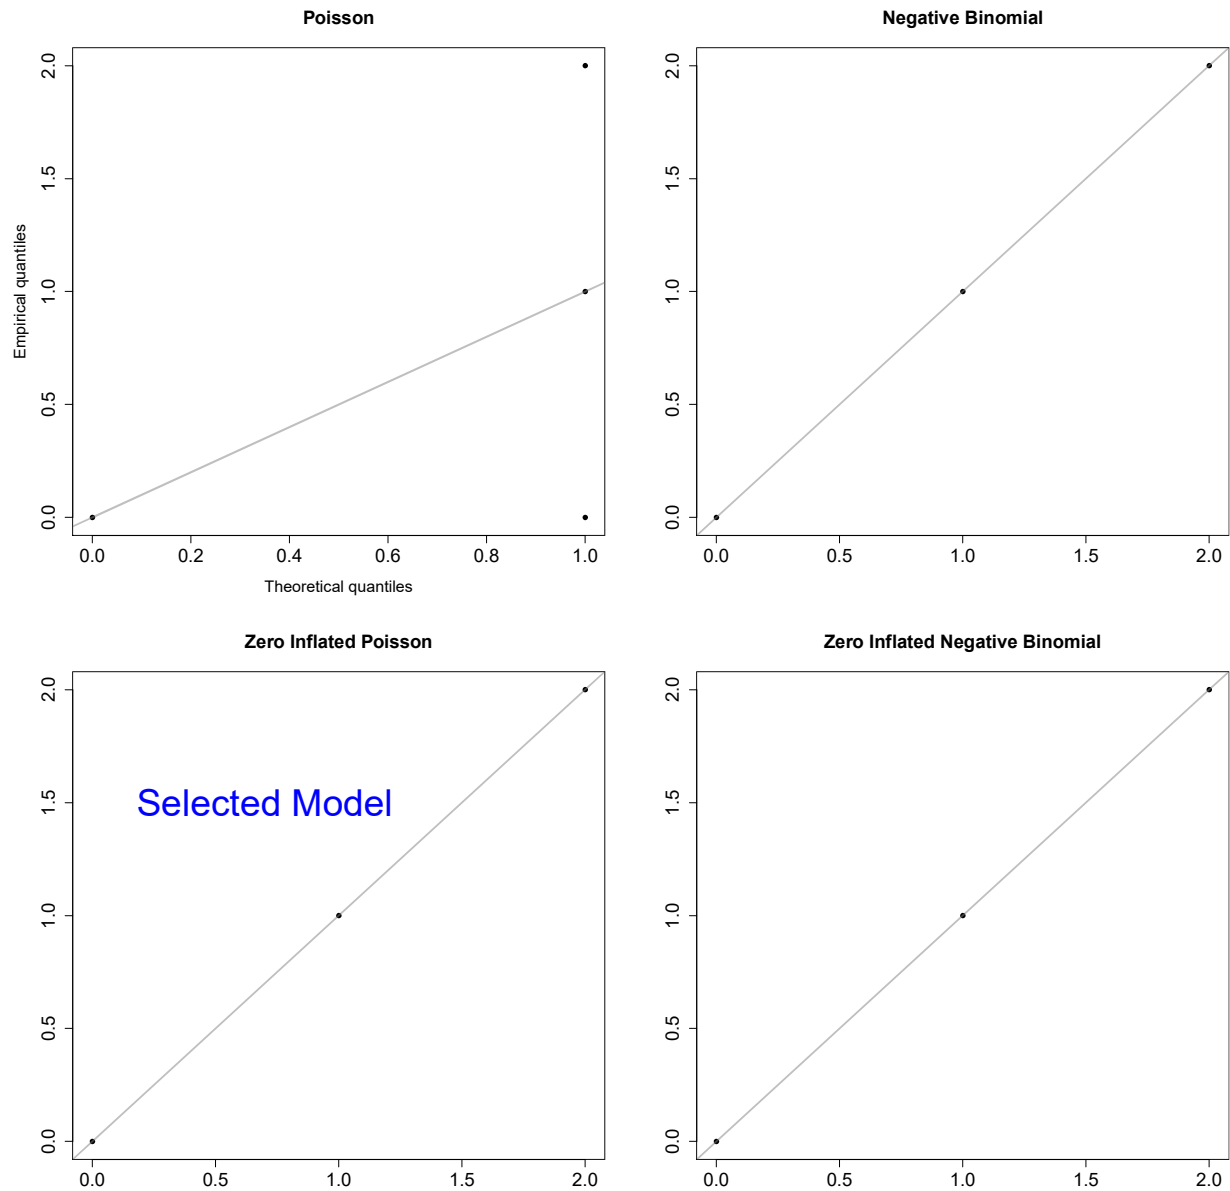 Poisson
Negative Binomial
2.0
1.5
1.0
0.5
0.0
Empirical quantiles
0.0 0.2 0.4 0.6 0.8 1.0
Theoretical quantiles
2.0
1.5
1.0
0.5
0.0
0.0 0.5 1.0 1.5 2.0
Zero Inflated Poisson
Zero Inflated Negative Binomial
2.0
1.5
1.0
0.5
0.0
Selected Model
0.0 0.5 1.0 1.5 2.0
2.0
1.5
1.0
0.5
0.0
0.0 0.5 1.0 1.5 2.0